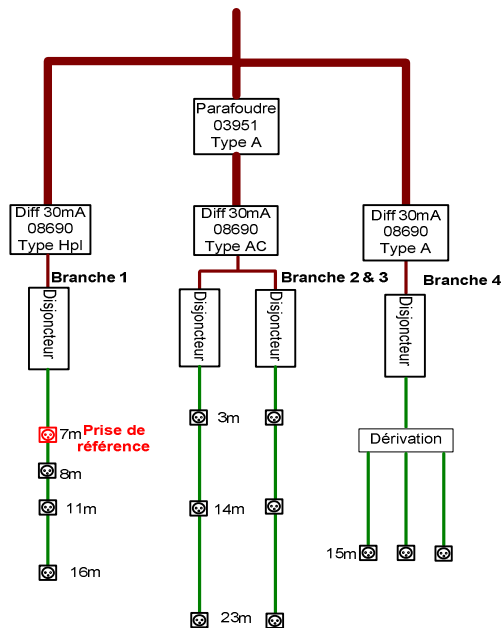 Parafoudre
03951
Type A
Diff 30mA
08690
Type Hpl
Diff 30mA
08690
Type AC
Diff 30mA
08690
Type A
Branche 1
Branche 2 & 3
Branche 4
Disjoncteur
Disjoncteur
Disjoncteur
Disjoncteur
7m
Prise de
référence
8m
11m
16m
3m
14m
23m
Dérivation
15m